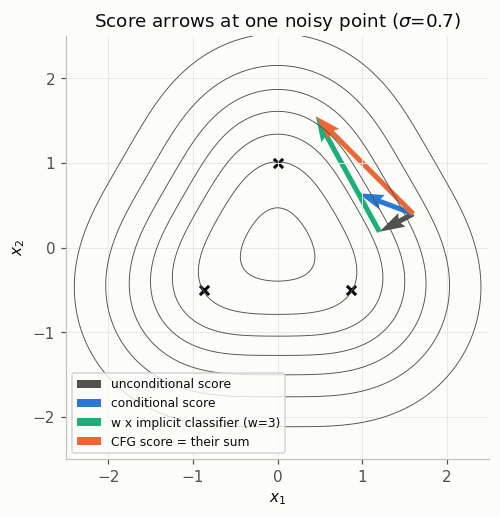 Score arrows at one noisy point (σ=0.7)
2
1
0
−1
−2
x₂
unconditional score
conditional score
w x implicit classifier (w=3)
CFG score = their sum
−2
−1
0
1
2
x₁